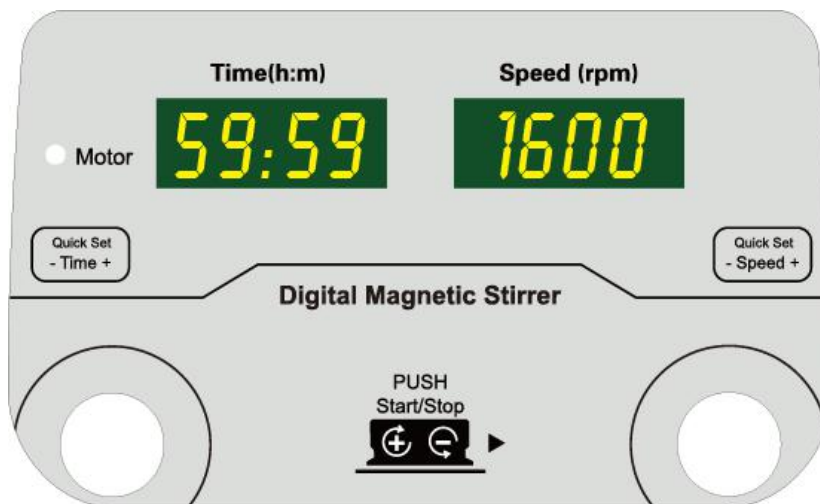 Time(h:m)
Speed (rpm)
59:59
1600
Motor
Quick Set
- Time +
Quick Set
- Speed +
Digital Magnetic Stirrer
PUSH
Start/Stop
+ -